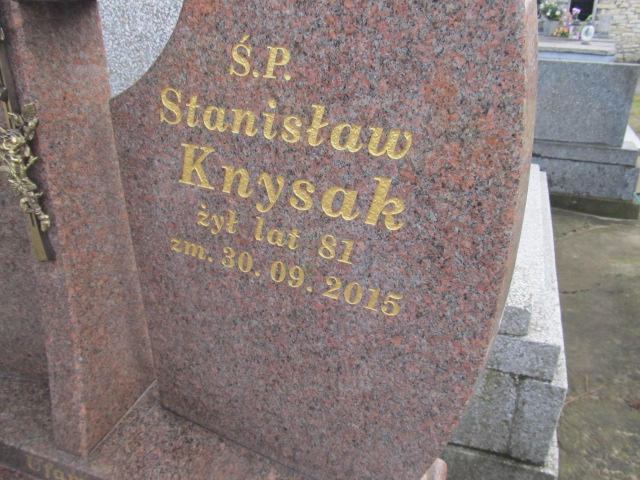 Ś.P.
Stanisław
Knysak
żył lat 81
zm. 30. 09. 2015